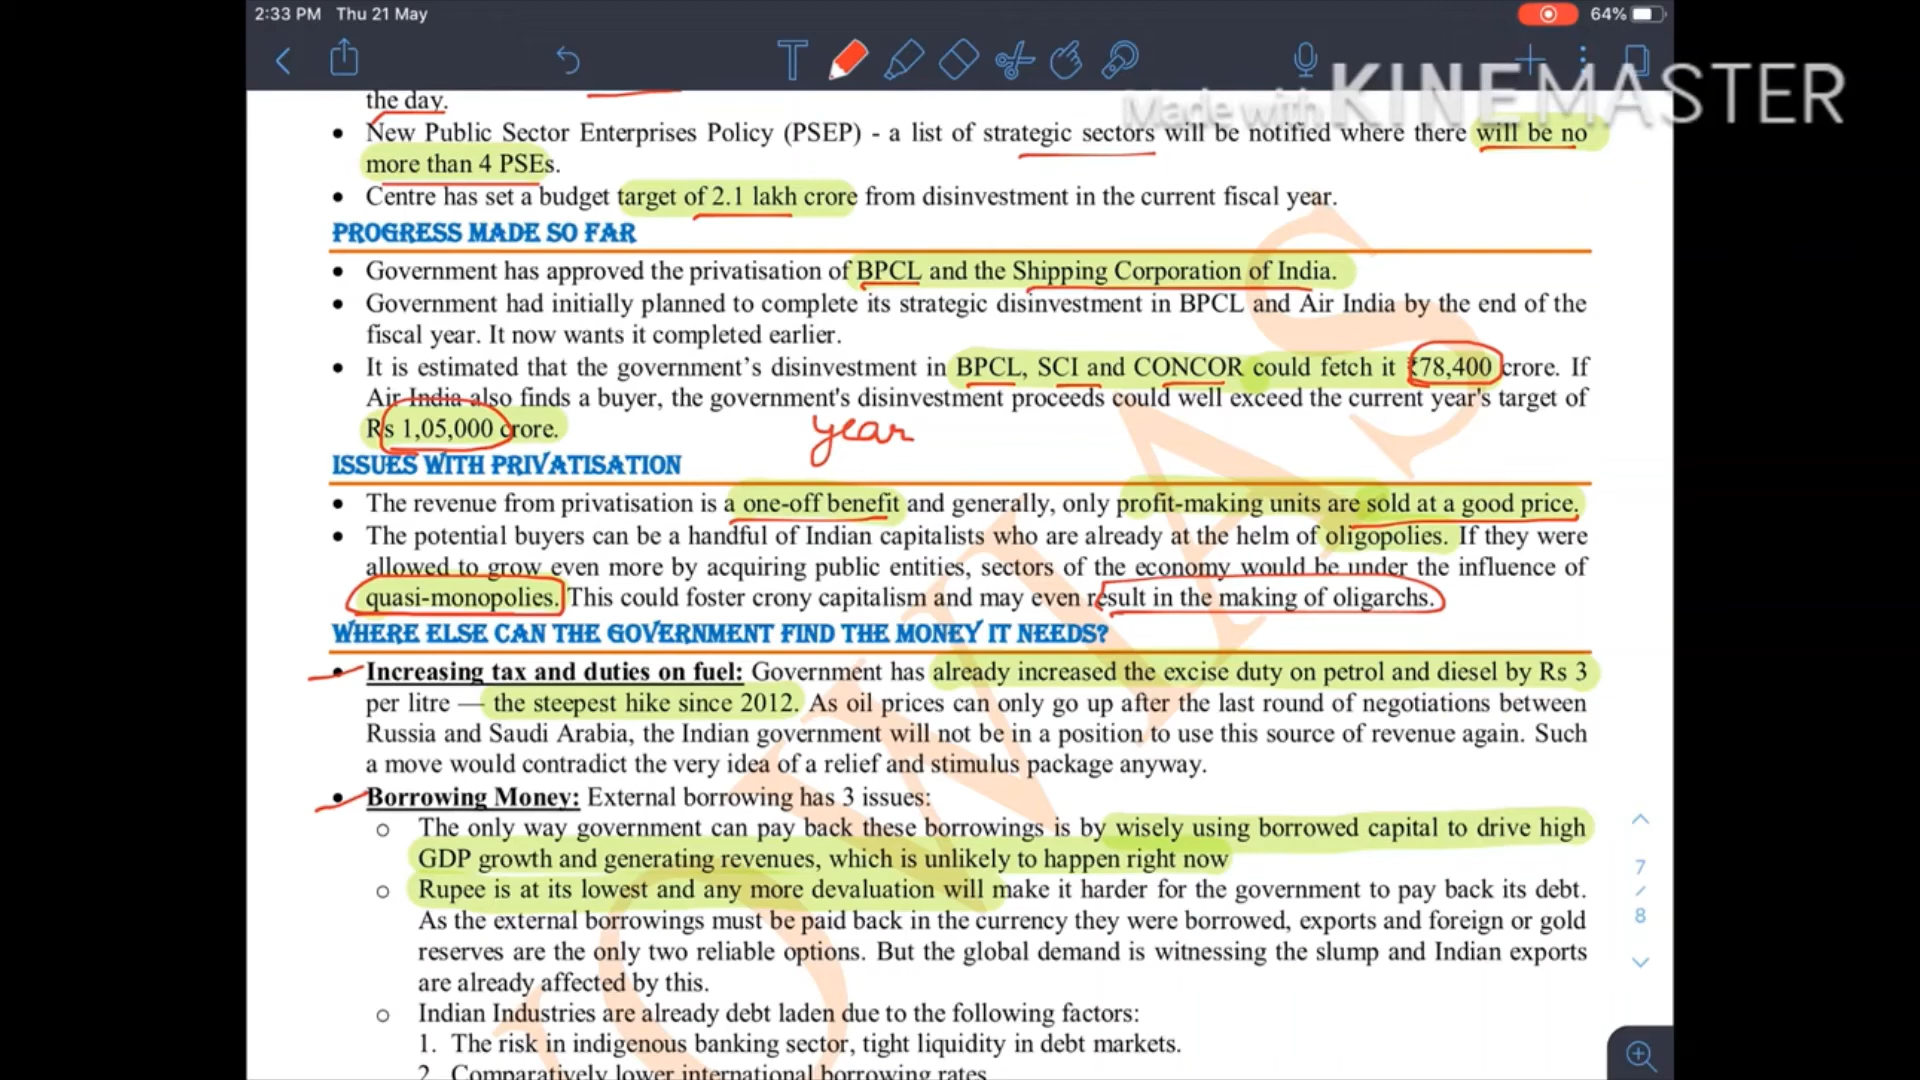 2:33 PM Thu 21 May
64%
Made with KINEMASTER
the day.
• New Public Sector Enterprises Policy (PSEP) - a list of strategic sectors will be notified where there will be no
more than 4 PSEs.
• Centre has set a budget target of 2.1 lakh crore from disinvestment in the current fiscal year.
PROGRESS MADE SO FAR
• Government has approved the privatisation of BPCL and the Shipping Corporation of India.
• Government had initially planned to complete its strategic disinvestment in BPCL and Air India by the end of the
fiscal year. It now wants it completed earlier.
• It is estimated that the government's disinvestment in BPCL, SCI and CONCOR could fetch it ₹78,400 crore. If
Air India also finds a buyer, the government's disinvestment proceeds could well exceed the current year's target of
Rs 1,05,000 crore.
year
ISSUES WITH PRIVATISATION
• The revenue from privatisation is a one-off benefit and generally, only profit-making units are sold at a good price.
• The potential buyers can be a handful of Indian capitalists who are already at the helm of oligopolies. If they were
allowed to grow even more by acquiring public entities, sectors of the economy would be under the influence of
quasi-monopolies. This could foster crony capitalism and may even result in the making of oligarchs.
WHERE ELSE CAN THE GOVERNMENT FIND THE MONEY IT NEEDS?
• Increasing tax and duties on fuel: Government has already increased the excise duty on petrol and diesel by Rs 3
per litre — the steepest hike since 2012. As oil prices can only go up after the last round of negotiations between
Russia and Saudi Arabia, the Indian government will not be in a position to use this source of revenue again. Such
a move would contradict the very idea of a relief and stimulus package anyway.
• Borrowing Money: External borrowing has 3 issues:
o The only way government can pay back these borrowings is by wisely using borrowed capital to drive high
GDP growth and generating revenues, which is unlikely to happen right now
o Rupee is at its lowest and any more devaluation will make it harder for the government to pay back its debt.
As the external borrowings must be paid back in the currency they were borrowed, exports and foreign or gold
reserves are the only two reliable options. But the global demand is witnessing the slump and Indian exports
are already affected by this.
o Indian Industries are already debt laden due to the following factors:
1. The risk in indigenous banking sector, tight liquidity in debt markets.
2. Comparatively lower international borrowing rates
7
/
8
OWIAS